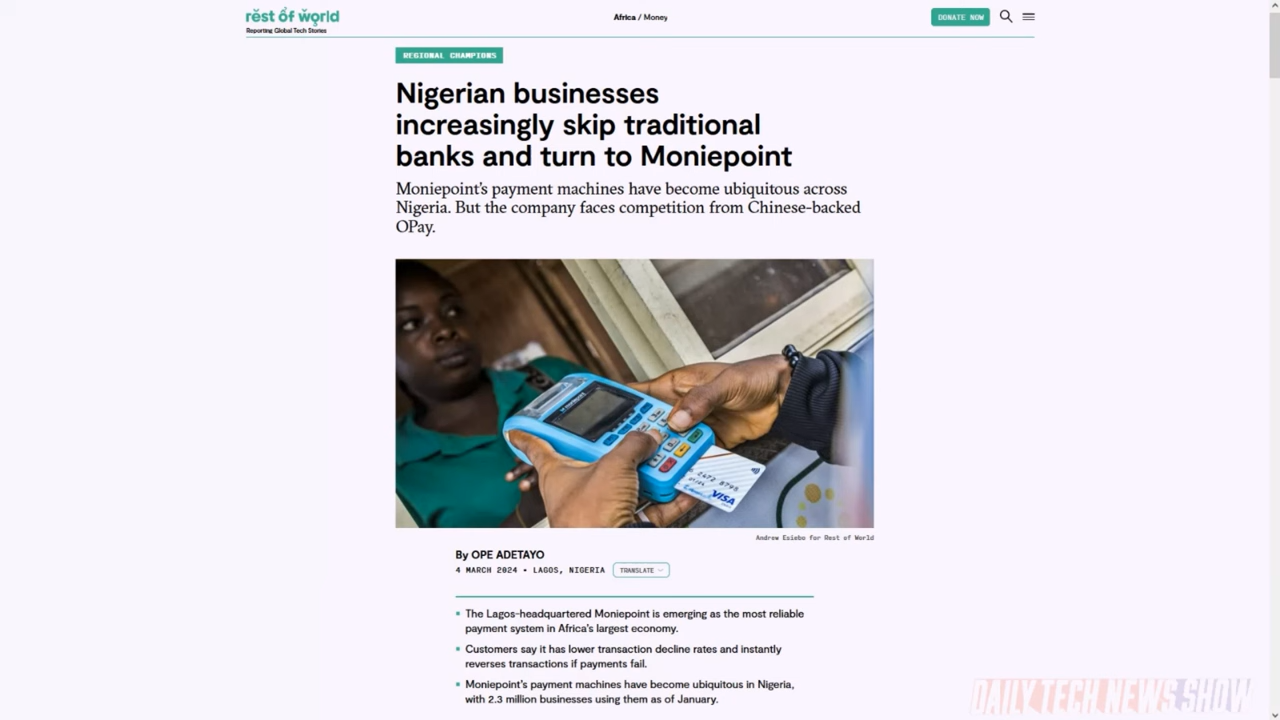 rest of world
Reporting Global Tech Stories
Africa / Money
DONATE NOW
REGIONAL CHAMPIONS
Nigerian businesses
increasingly skip traditional
banks and turn to Moniepoint
Moniepoint's payment machines have become ubiquitous across
Nigeria. But the company faces competition from Chinese-backed
OPay.
2472 8795
VISA
Andrew Esiebo for Rest of World
By OPE ADETAYO
4 MARCH 2024 • LAGOS, NIGERIA
TRANSLATE
The Lagos-headquartered Moniepoint is emerging as the most reliable
payment system in Africa's largest economy.
Customers say it has lower transaction decline rates and instantly
reverses transactions if payments fail.
Moniepoint's payment machines have become ubiquitous in Nigeria,
with 2.3 million businesses using them as of January.
DAILY TECH NEWS SHOW